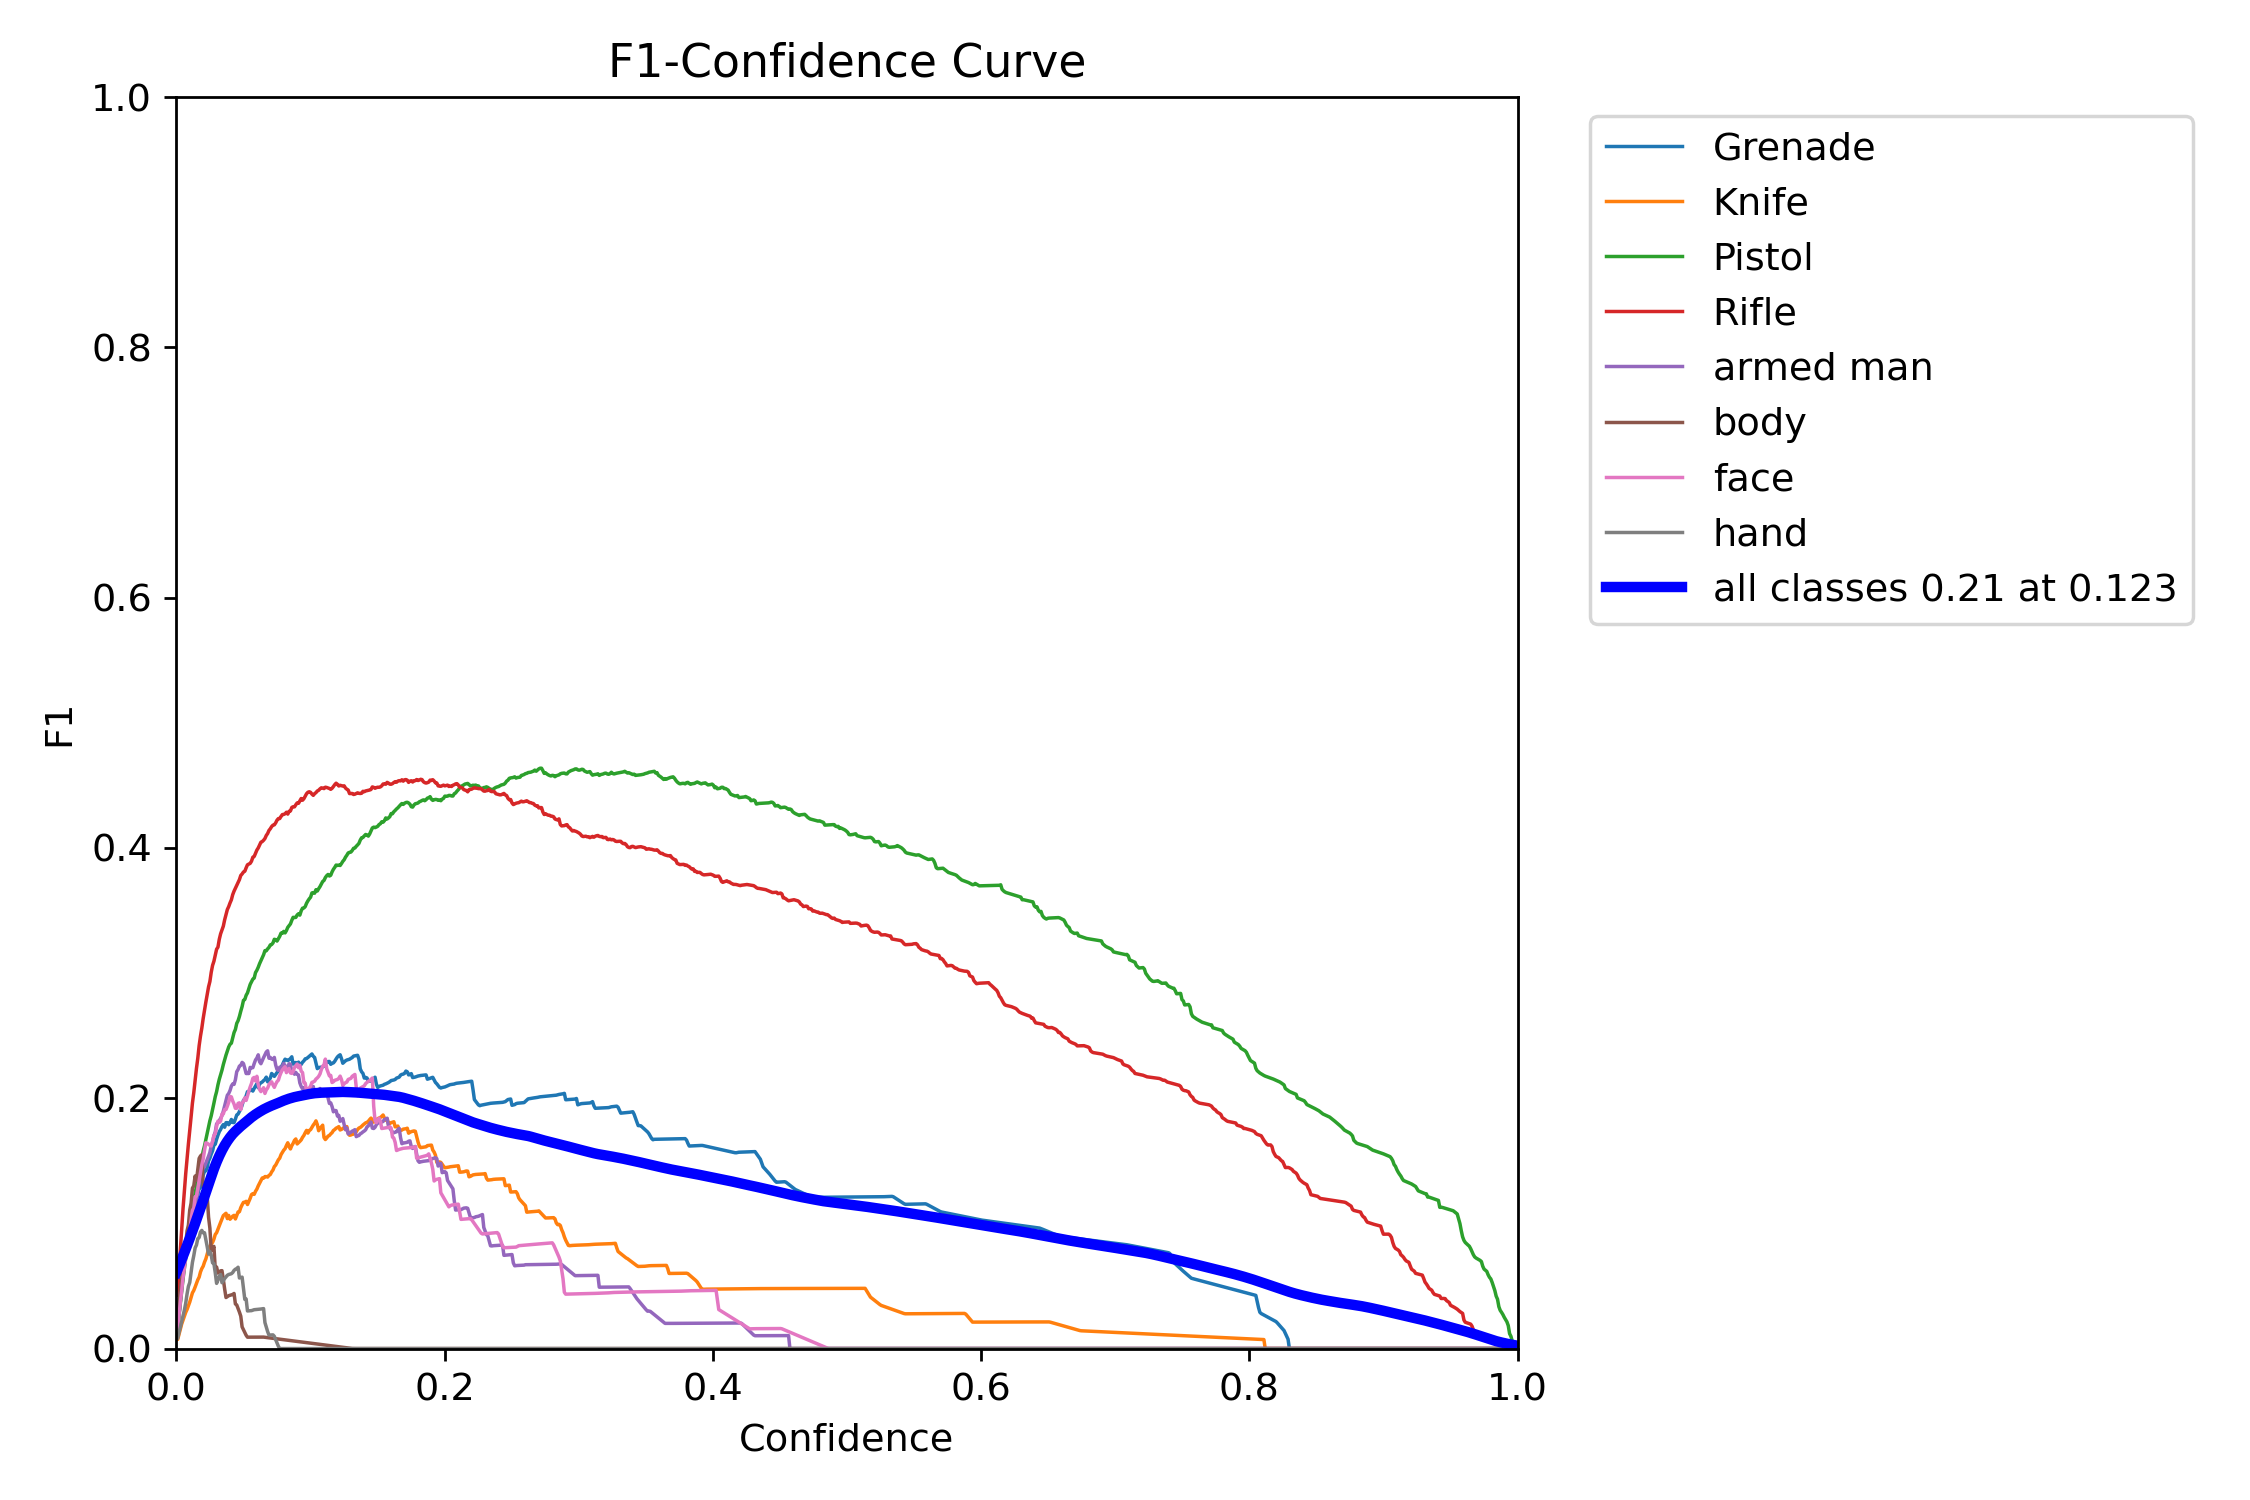 F1-Confidence Curve
1.0
0.8
0.6
0.4
0.2
0.0
F1
0.0 0.2 0.4 0.6 0.8 1.0
Confidence
Grenade
Knife
Pistol
Rifle
armed man
body
face
hand
all classes 0.21 at 0.123